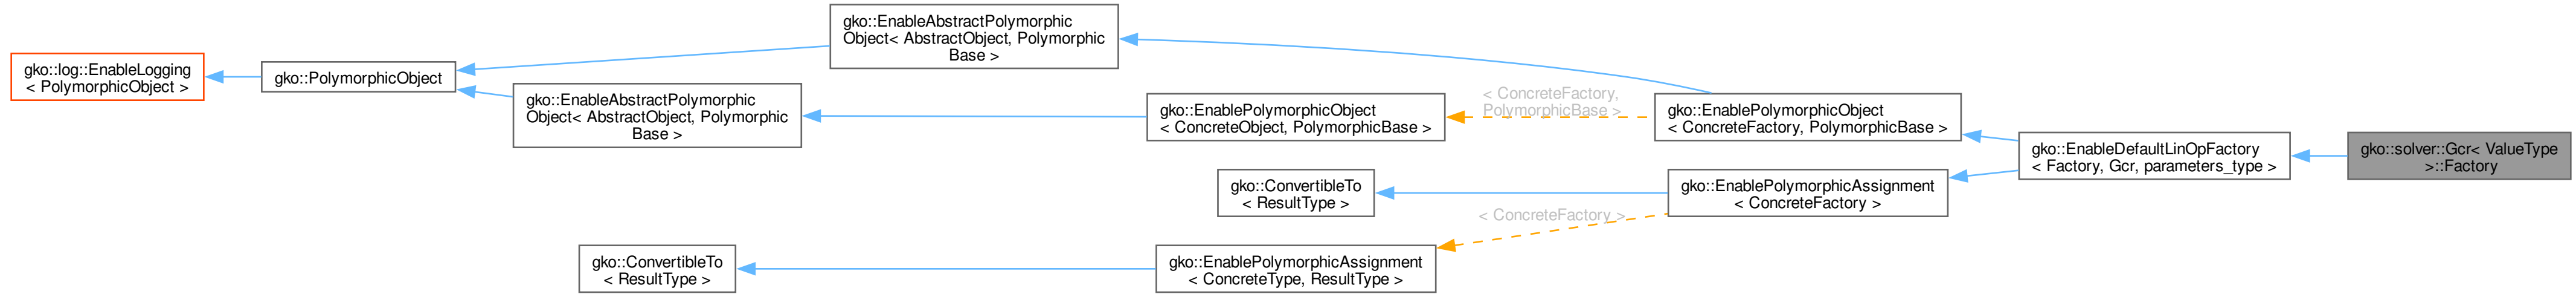 gko::log::EnableLogging
< PolymorphicObject >
gko::PolymorphicObject
gko::EnableAbstractPolymorphic
Object< AbstractObject, Polymorphic
Base >
gko::EnableAbstractPolymorphic
Object< AbstractObject, Polymorphic
Base >
gko::EnablePolymorphicObject
< ConcreteObject, PolymorphicBase >
< ConcreteFactory,
PolymorphicBase >
gko::EnablePolymorphicObject
< ConcreteFactory, PolymorphicBase >
gko::ConvertibleTo
< ResultType >
gko::EnablePolymorphicAssignment
< ConcreteFactory >
< ConcreteFactory >
gko::ConvertibleTo
< ResultType >
gko::EnablePolymorphicAssignment
< ConcreteType, ResultType >
gko::EnableDefaultLinOpFactory
< Factory, Gcr, parameters_type >
gko::solver::Gcr< ValueType
>::Factory